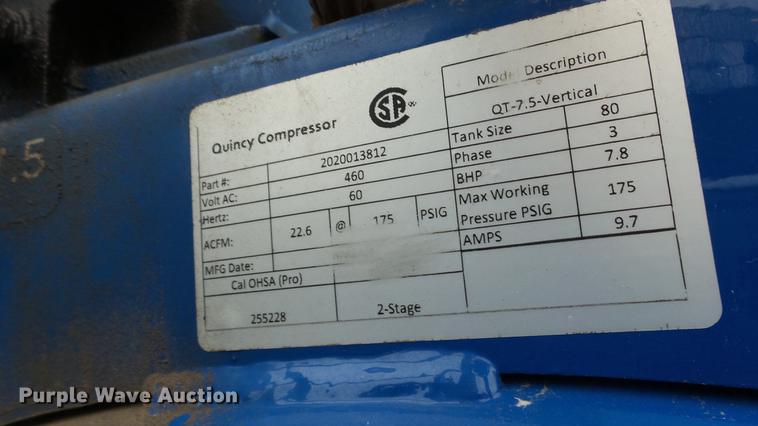 .5
Quincy Compressor
SA
Model Description
QT-7.5-Vertical
Part #: 2020013812
Tank Size 80
Volt AC: 460
Phase 3
Hertz: 60
BHP 7.8
ACFM: 22.6 @ 175 PSIG
Max Working
Pressure PSIG 175
MFG Date:
AMPS 9.7
Cal OHSA (Pro)
255228 2-Stage
Purple Wave Auction